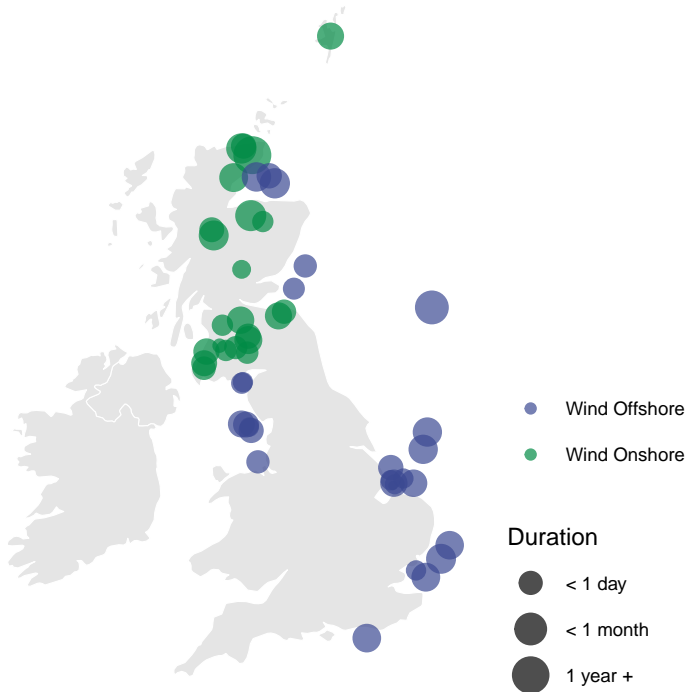 Wind Offshore
Wind Onshore
Duration
< 1 day
< 1 month
1 year +